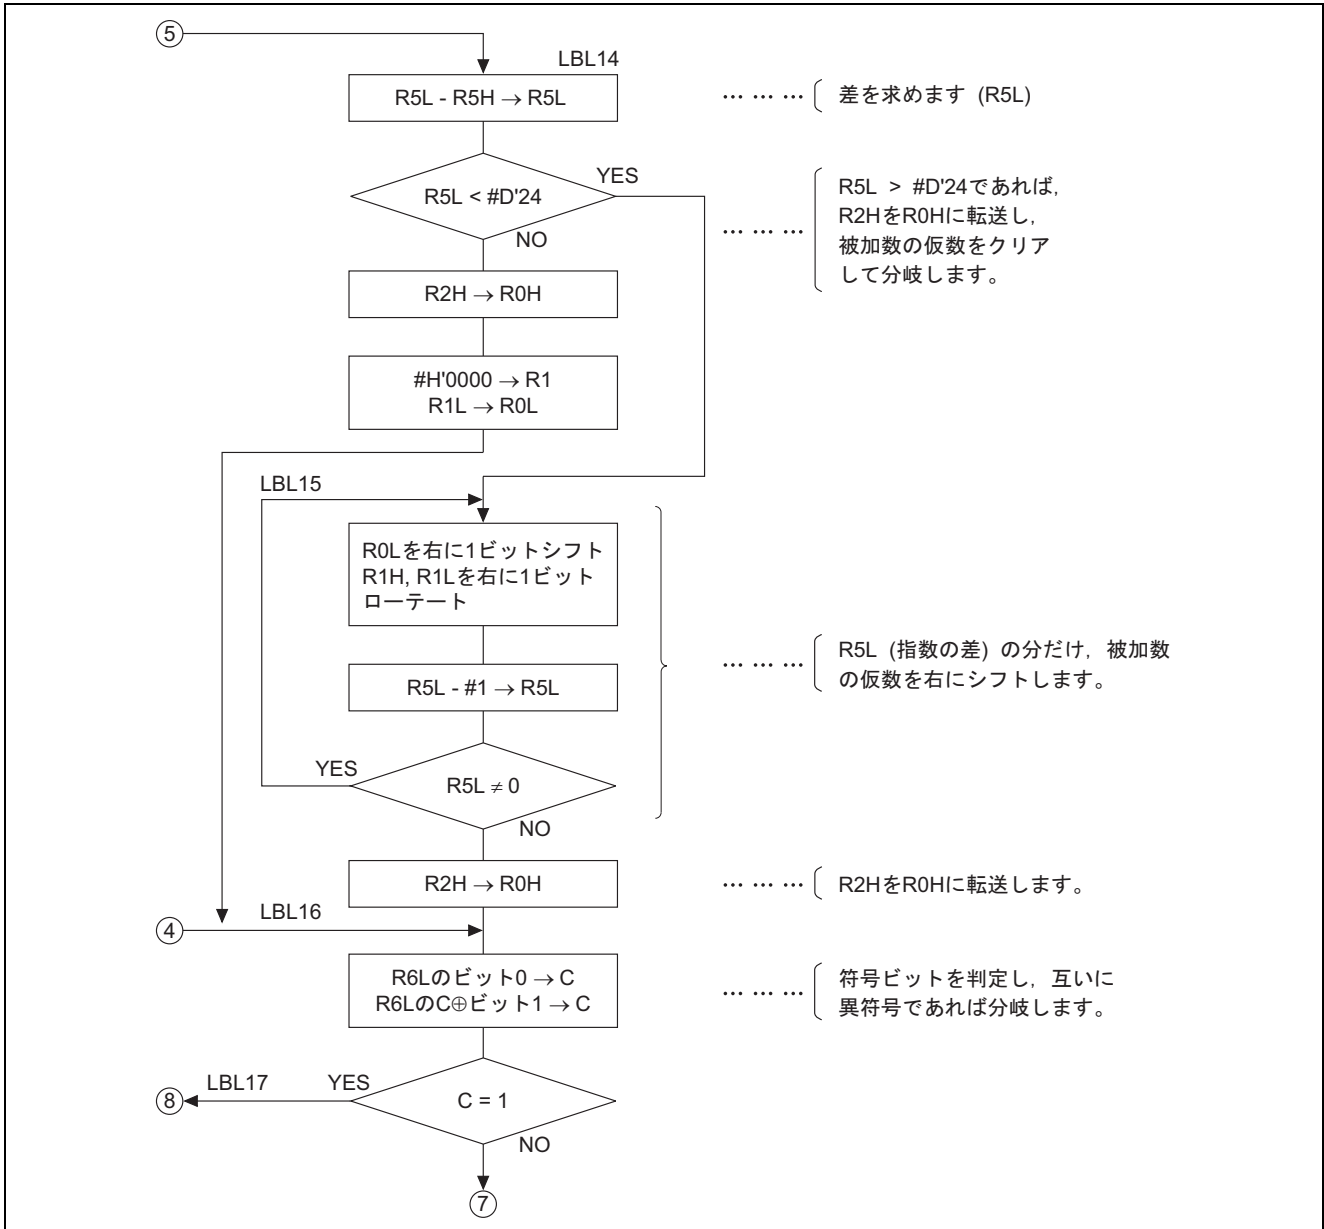 ⑤
LBL14
R5L - R5H → R5L
… … …
差を求めます (R5L)
R5L < #D'24
YES
NO
… … …
R5L > #D'24であれば,
R2HをR0Hに転送し,
被加数の仮数をクリア
して分岐します。
R2H → R0H
#H'0000 → R1
R1L → R0L
LBL15
R0Lを右に1ビットシフト
R1H, R1Lを右に1ビット
ローテート
R5L - #1 → R5L
… … …
R5L (指数の差) の分だけ, 被加数
の仮数を右にシフトします。
YES
R5L ≠ 0
NO
R2H → R0H
… … …
R2HをR0Hに転送します。
④
LBL16
R6Lのビット0 → C
R6LのC⊕ビット1 → C
… … …
符号ビットを判定し, 互いに
異符号であれば分岐します。
⑧
LBL17
YES
C = 1
NO
⑦